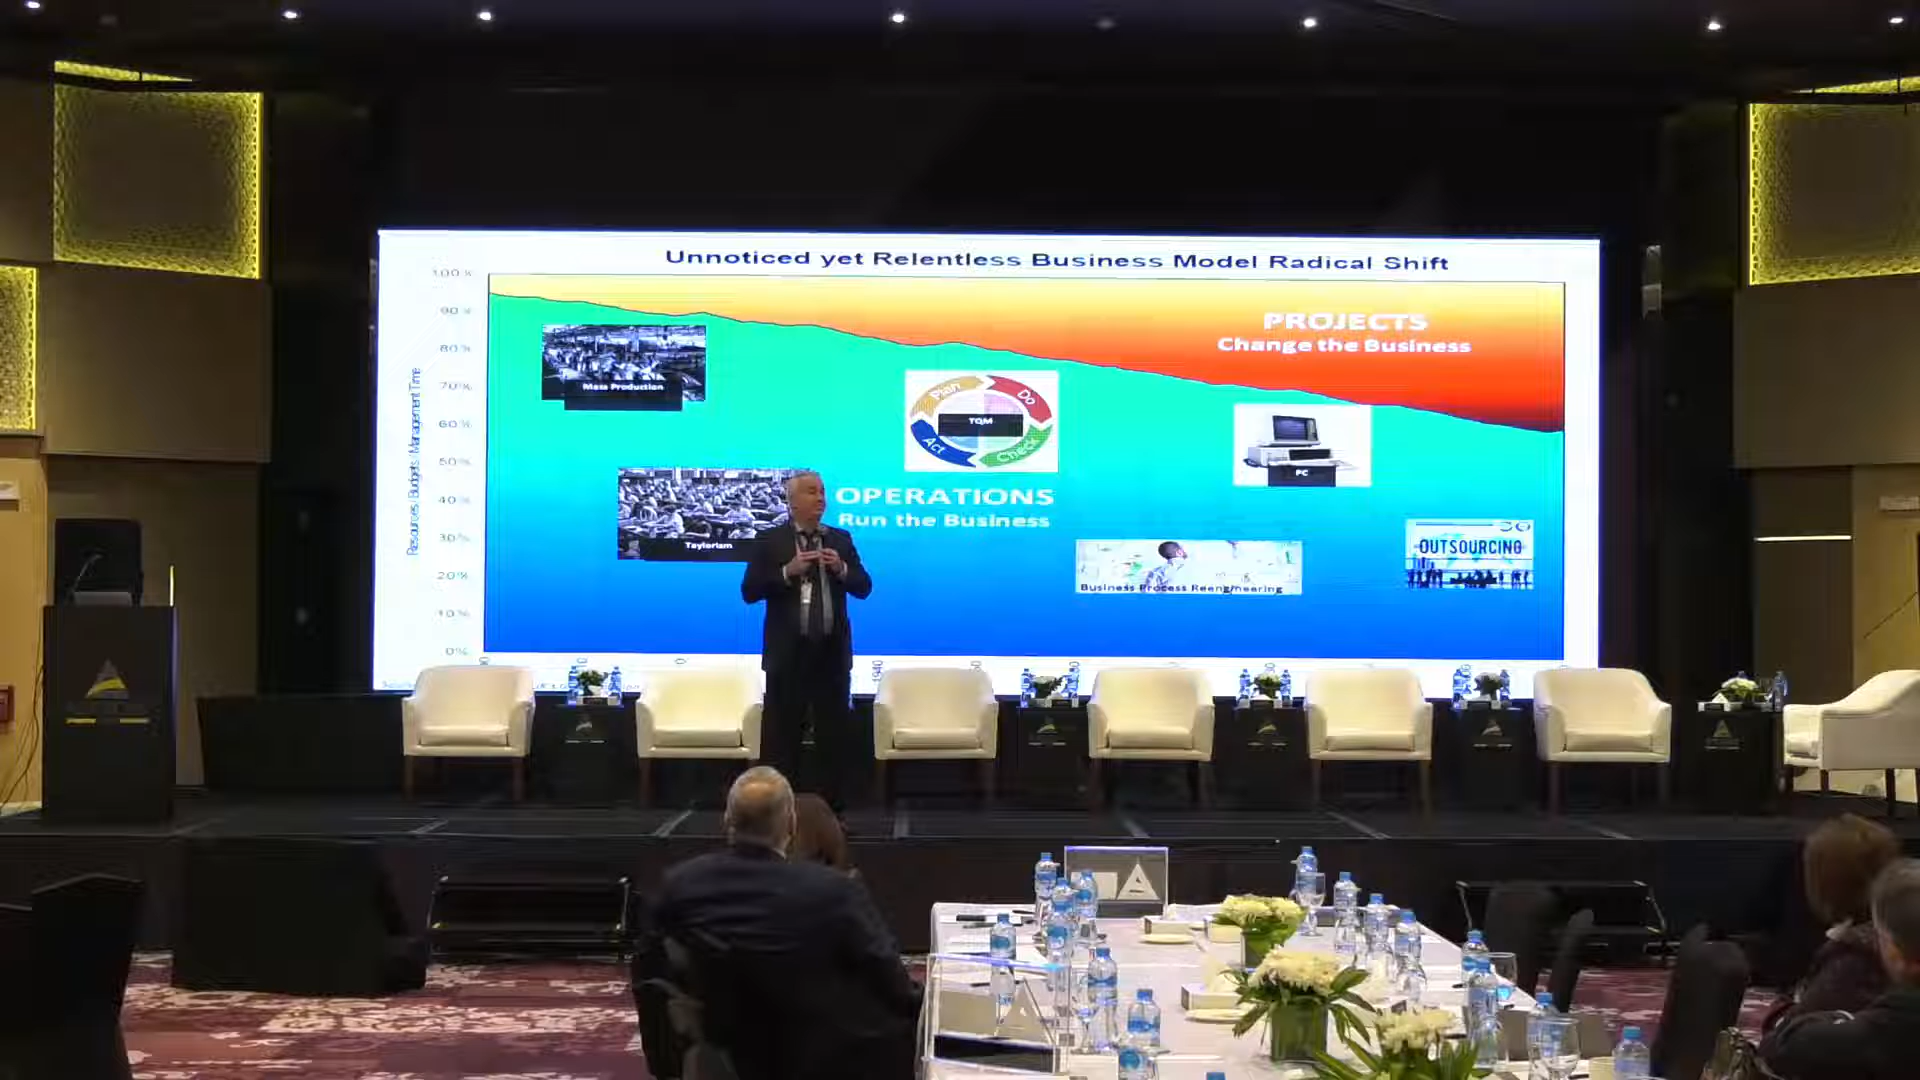 Unnoticed yet Relentless Business Model Radical Shift
100%
90%
80%
70%
60%
50%
40%
30%
20%
10%
0%
Resources / Budgets / Management Time
PROJECTS
Change the Business
Mass Production
Plan
Do
TQM
Act
Check
PC
OPERATIONS
Run the Business
Taylorism
OUTSOURCING
Business Process Reengineering
1940